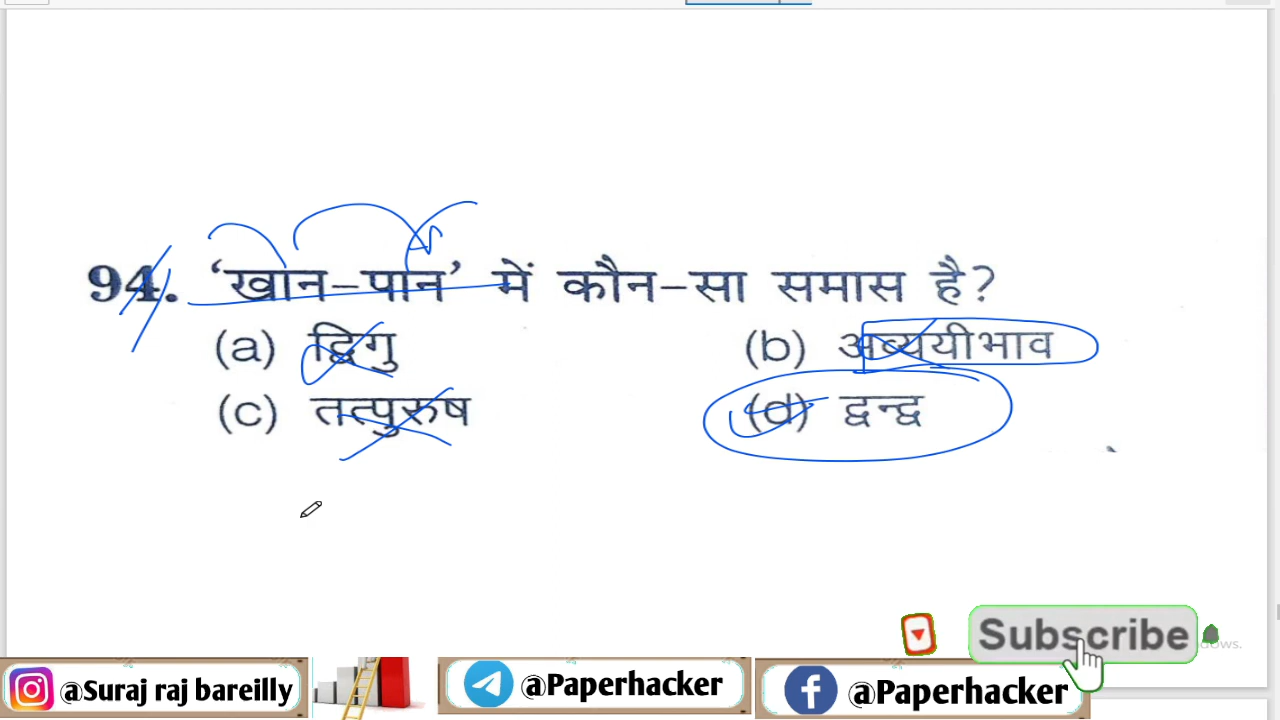 94. ‘खान-पान’ में कौन-सा समास है?
(a) द्विगु (b) अव्ययीभाव
(c) तत्पुरुष (d) द्वन्द्व
Subscribe
@Suraj raj bareilly @Paperhacker @Paperhacker